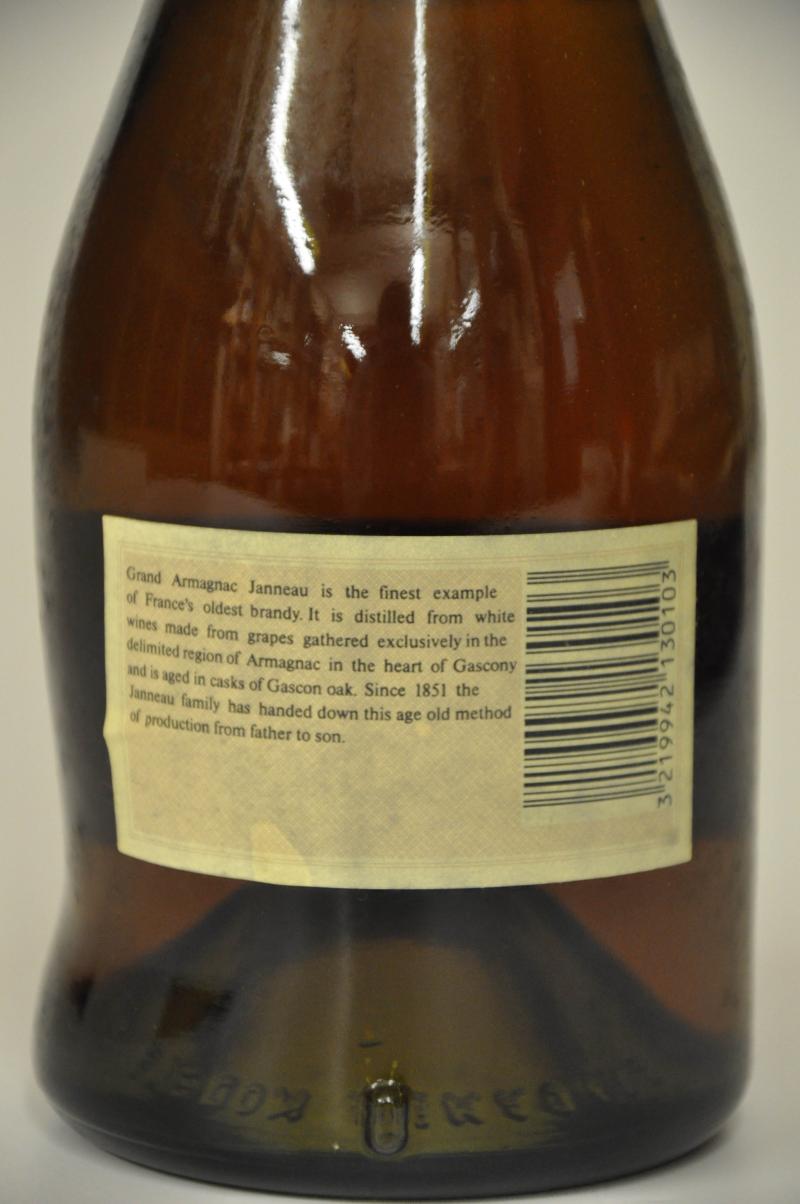 Grand Armagnac Janneau is the finest example
of France's oldest brandy. It is distilled from white
wines made from grapes gathered exclusively in the
delimited region of Armagnac in the heart of Gascony
and is aged in casks of Gascon oak. Since 1851 the
Janneau family has handed down this age old method
of production from father to son.
3 219942 130103